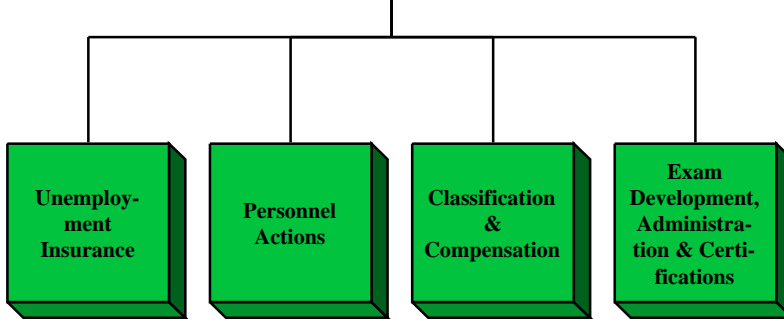 Unemploy-
ment
Insurance
Personnel
Actions
Classification
&
Compensation
Exam
Development,
Administra-
tion & Certi-
fications